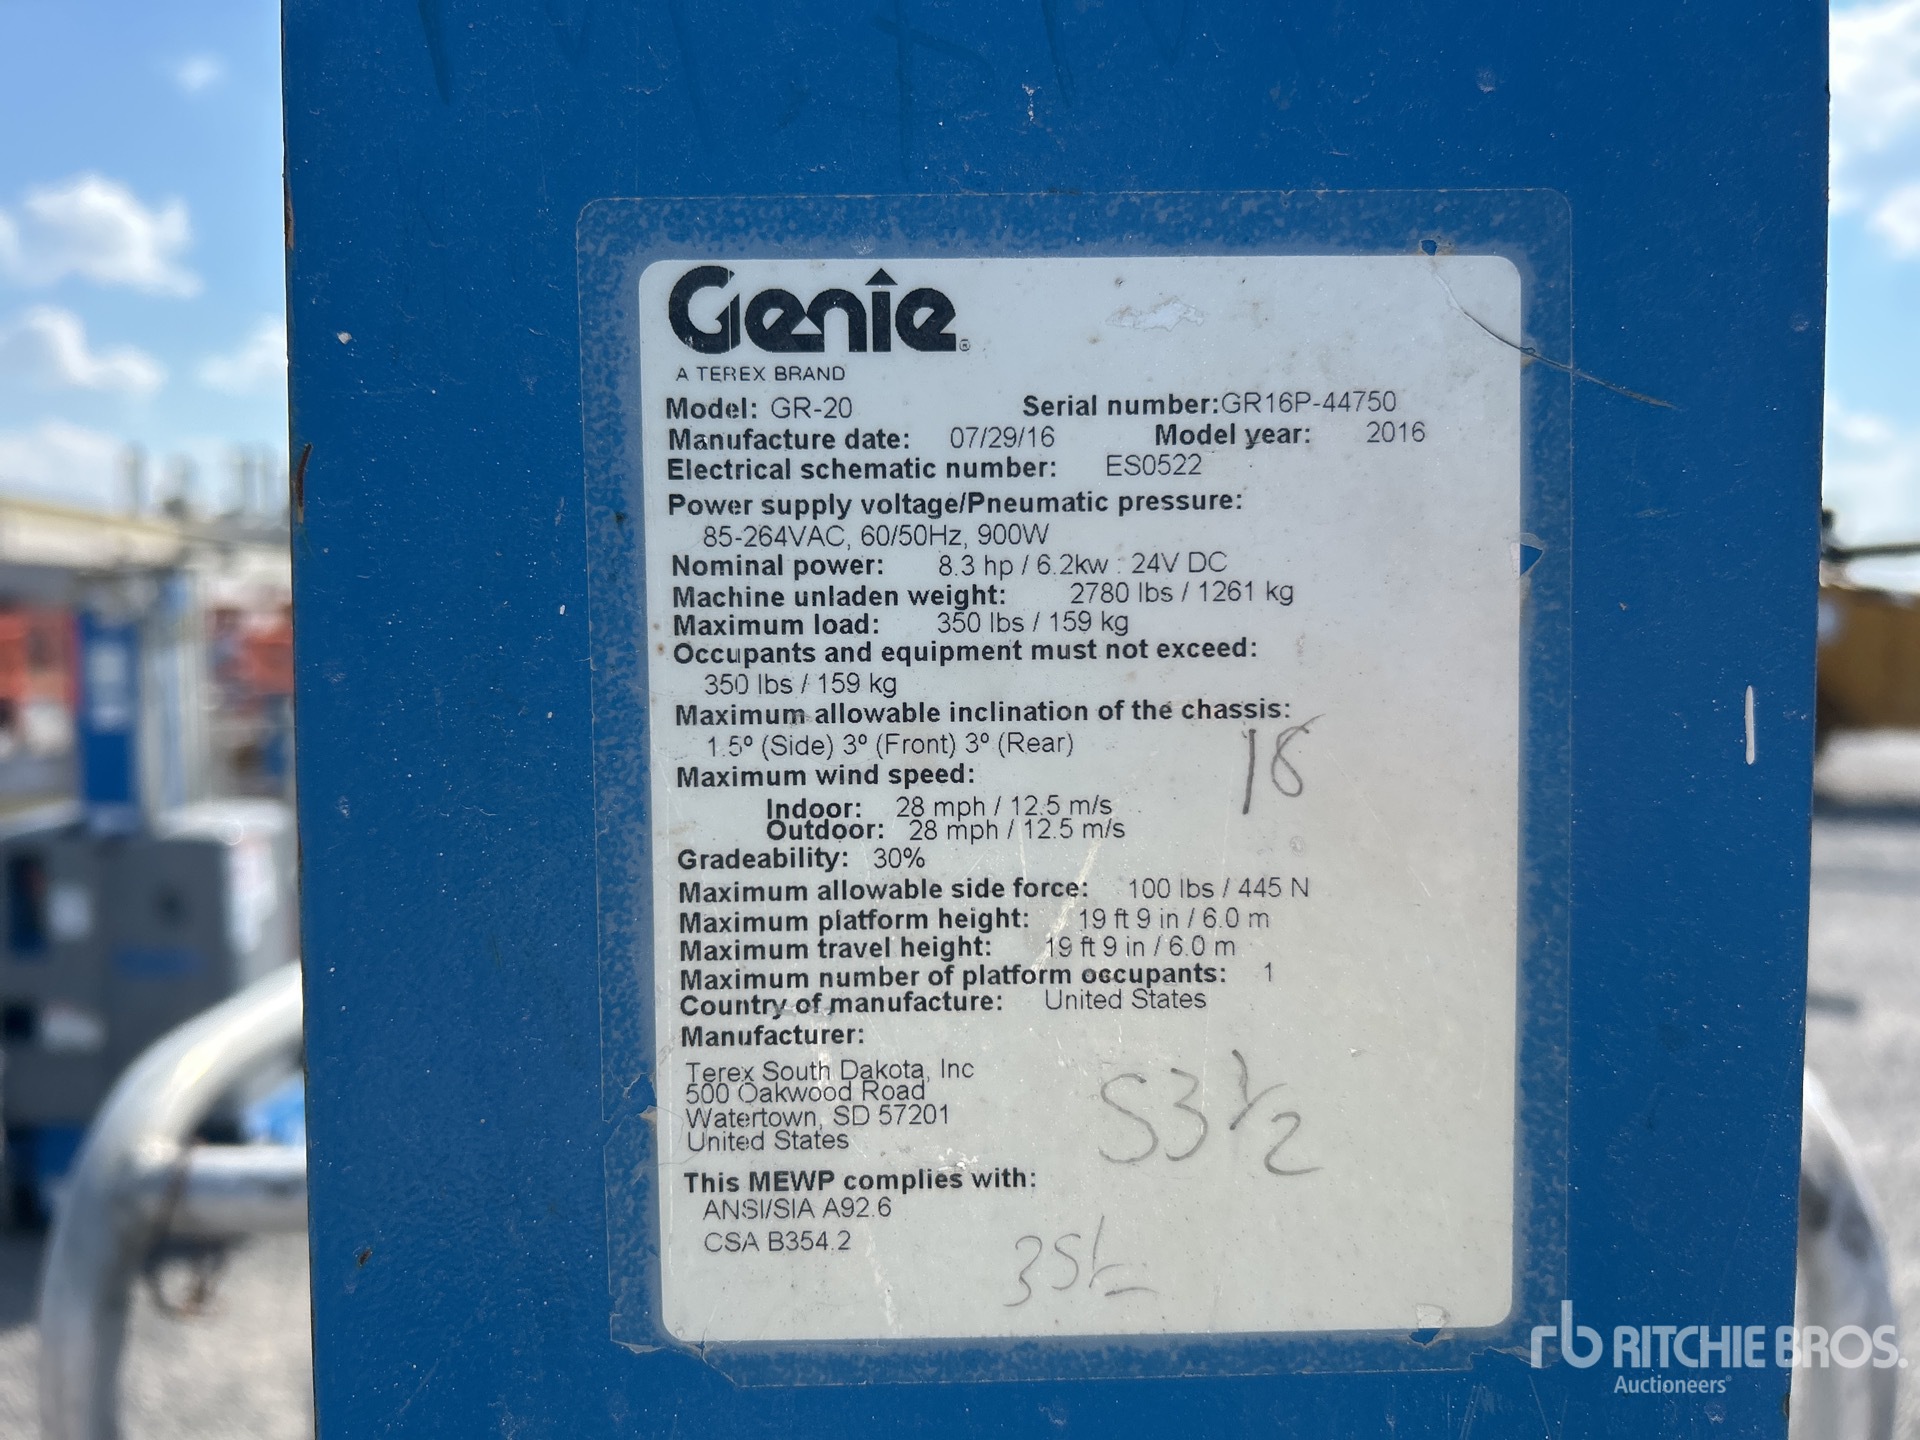 Genie®
A TEREX BRAND
Model: GR-20 Serial number:GR16P-44750
Manufacture date: 07/29/16 Model year: 2016
Electrical schematic number: ES0522
Power supply voltage/Pneumatic pressure:
85-264VAC, 60/50Hz, 900W
Nominal power: 8.3 hp / 6.2kw : 24V DC
Machine unladen weight: 2780 lbs / 1261 kg
Maximum load: 350 lbs / 159 kg
Occupants and equipment must not exceed:
350 lbs / 159 kg
Maximum allowable inclination of the chassis:
1.5º (Side) 3º (Front) 3º (Rear)
18
Maximum wind speed:
Indoor: 28 mph / 12.5 m/s
Outdoor: 28 mph / 12.5 m/s
Gradeability: 30%
Maximum allowable side force: 100 lbs / 445 N
Maximum platform height: 19 ft 9 in / 6.0 m
Maximum travel height: 19 ft 9 in / 6.0 m
Maximum number of platform occupants: 1
Country of manufacture: United States
Manufacturer:
Terex South Dakota, Inc
500 Oakwood Road
Watertown, SD 57201
United States
S3 1/2
This MEWP complies with:
ANSI/SIA A92.6
CSA B354.2
rb RITCHIE BROS.
Auctioneers